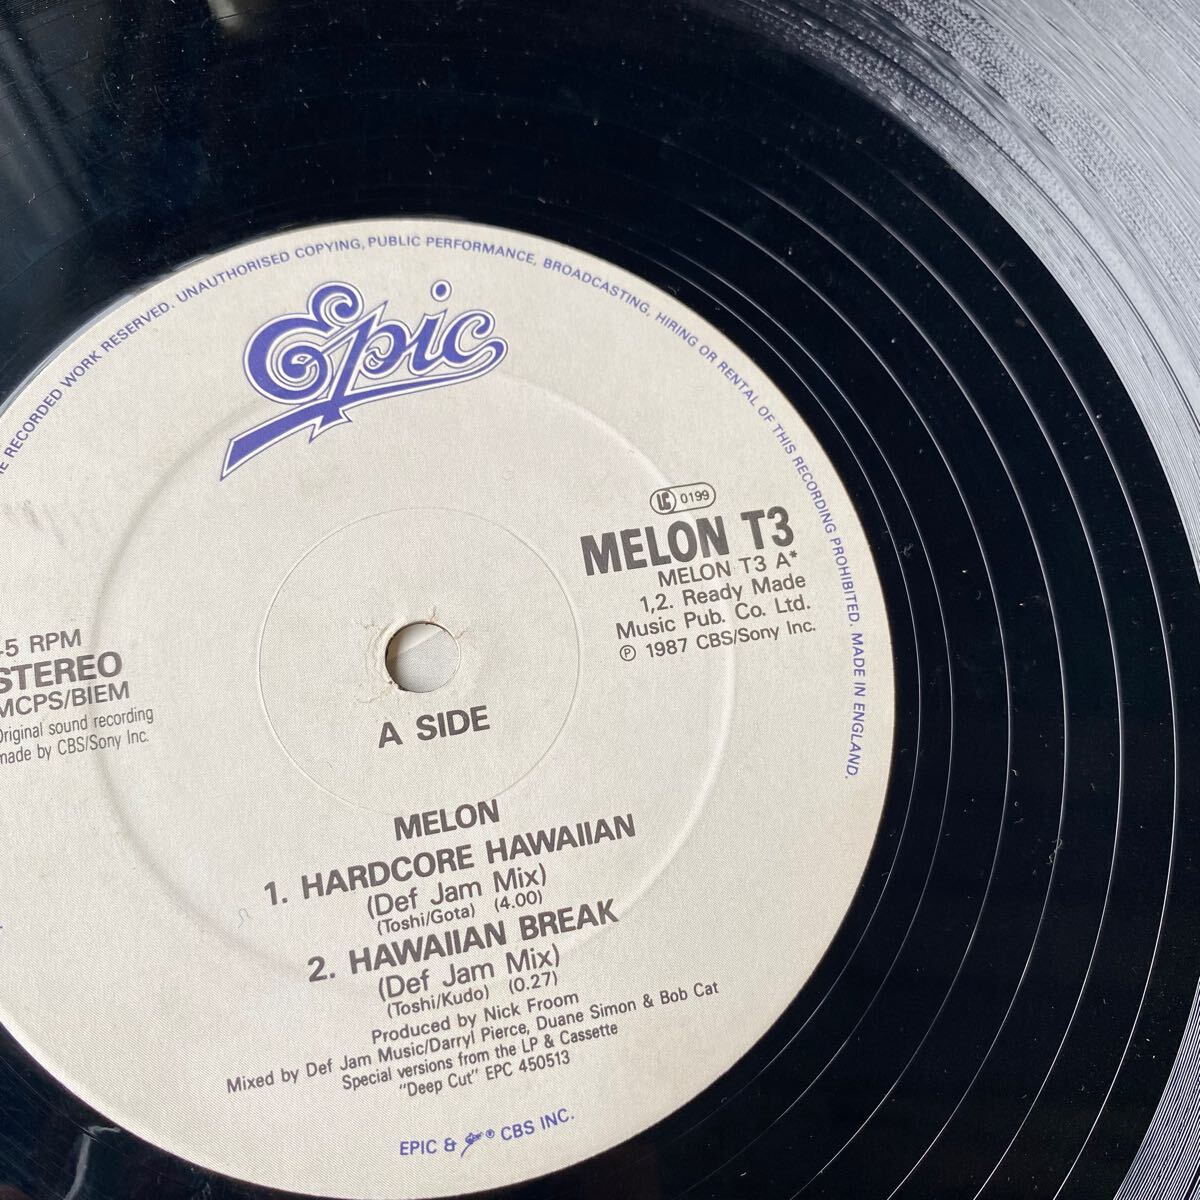 E RECORDED WORK RESERVED. UNAUTHORISED COPYING, PUBLIC PERFORMANCE, BROADCASTING, HIRING OR RENTAL OF THIS RECORDING PROHIBITED. MADE IN ENGLAND.
Epic
LC 0199
MELON T3
MELON T3 A*
1,2. Ready Made
Music Pub. Co. Ltd.
℗ 1987 CBS/Sony Inc.
5 RPM
STEREO
MCPS/BIEM
Original sound recording
made by CBS/Sony Inc.
A SIDE
MELON
1. HARDCORE HAWAIIAN
(Def Jam Mix)
(Toshi/Gota) (4.00)
2. HAWAIIAN BREAK
(Def Jam Mix)
(Toshi/Kudo) (0.27)
Produced by Nick Froom
Mixed by Def Jam Music/Darryl Pierce, Duane Simon & Bob Cat
Special versions from the LP & Cassette
"Deep Cut" EPC 450513
EPIC & Epic ® CBS INC.